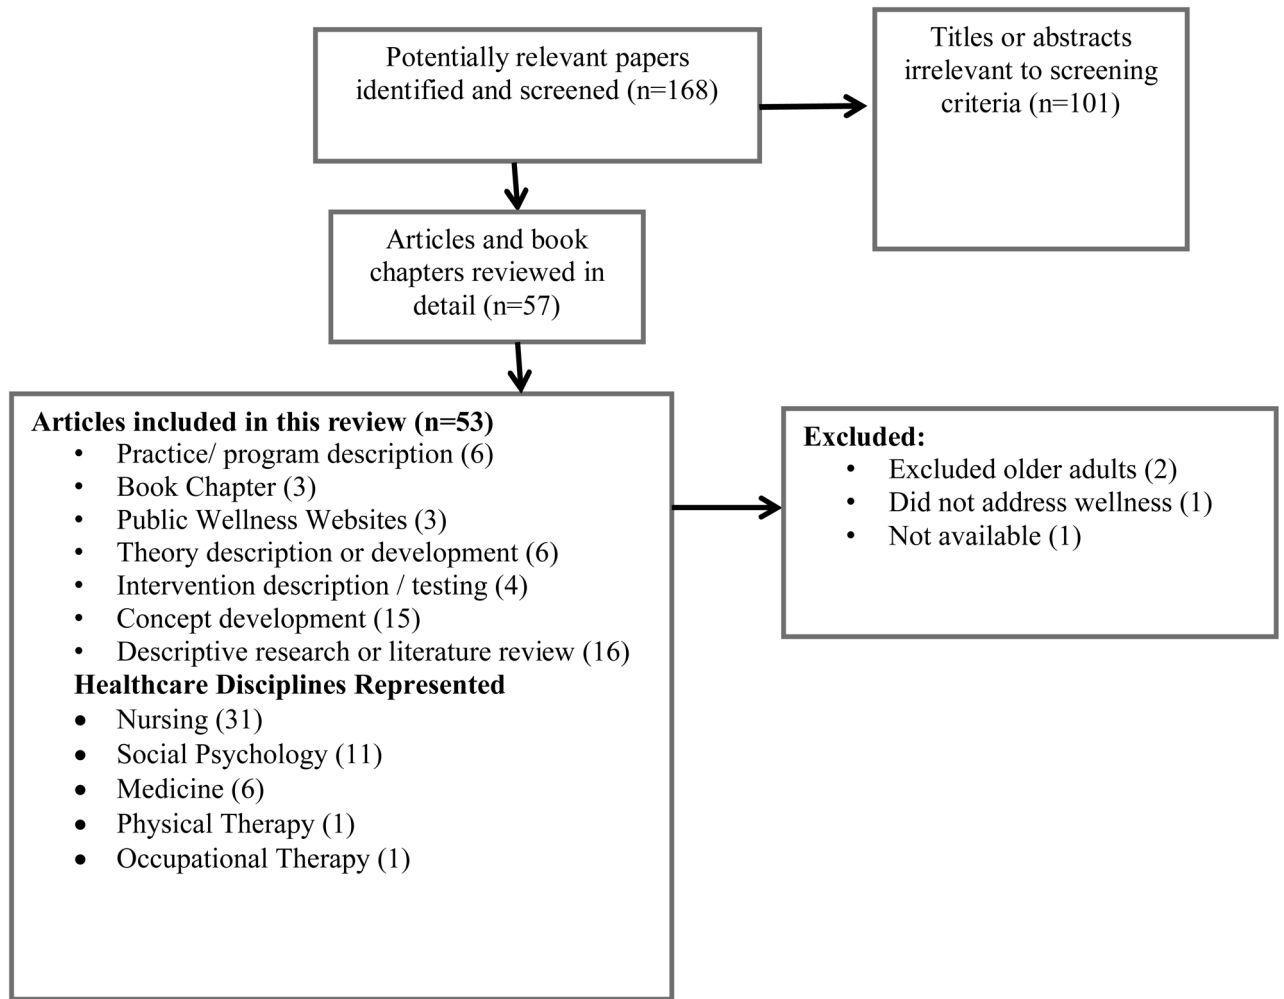 Potentially relevant papers
identified and screened (n=168)
Titles or abstracts
irrelevant to screening
criteria (n=101)
Articles and book
chapters reviewed in
detail (n=57)
Articles included in this review (n=53)
• Practice/ program description (6)
• Book Chapter (3)
• Public Wellness Websites (3)
• Theory description or development (6)
• Intervention description / testing (4)
• Concept development (15)
• Descriptive research or literature review (16)
Healthcare Disciplines Represented
• Nursing (31)
• Social Psychology (11)
• Medicine (6)
• Physical Therapy (1)
• Occupational Therapy (1)
Excluded:
• Excluded older adults (2)
• Did not address wellness (1)
• Not available (1)